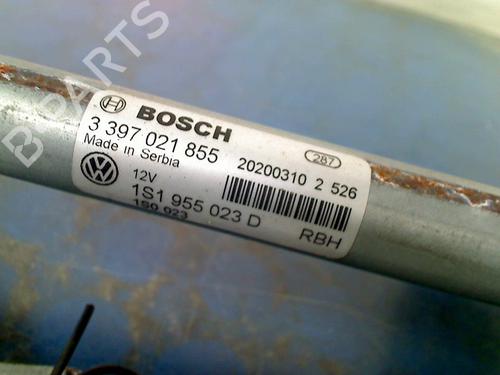 BOSCH
3 397 021 855
Made in Serbia
287
20200310 2 526
12V
1S1 955 023 D
1S0 023
RBH
B PARTS